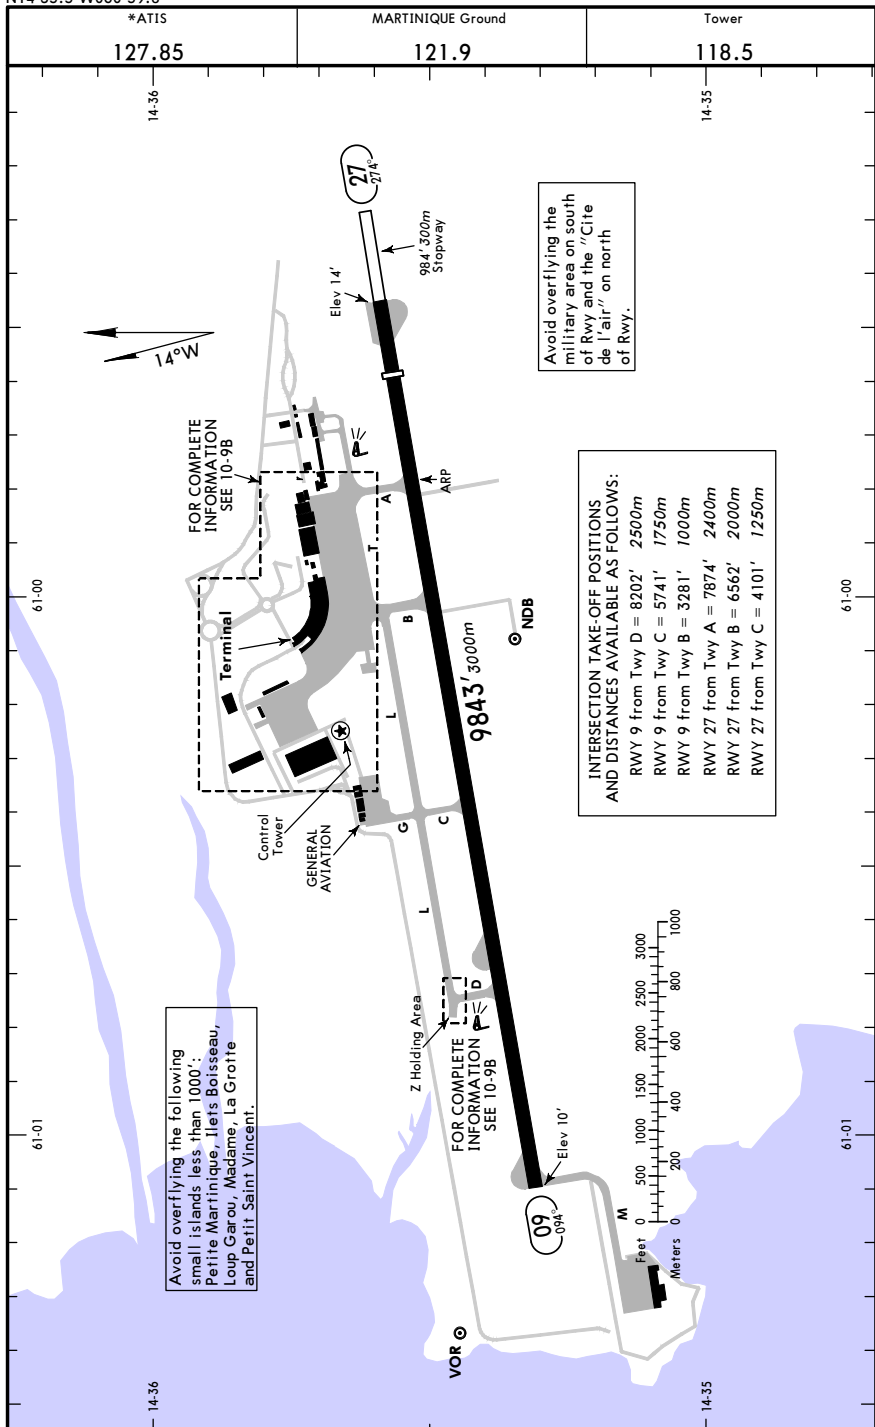 N14 35.5 W060 59.8
*ATIS
127.85
MARTINIQUE Ground
121.9
Tower
118.5
14-36
14-35
27
274°
984' 300m
Stopway
Elev 14'
Avoid overflying the
military area on south
of Rwy and the "Cite
de l'air" on north
of Rwy.
14°W
FOR COMPLETE
INFORMATION
SEE 10-9B
ARP
A
T
61-00
61-00
B
NDB
Terminal
L
9843' 3000m
INTERSECTION TAKE-OFF POSITIONS
AND DISTANCES AVAILABLE AS FOLLOWS:
RWY 9 from Twy D = 8202' 2500m
RWY 9 from Twy C = 5741' 1750m
RWY 9 from Twy B = 3281' 1000m
RWY 27 from Twy A = 7874' 2400m
RWY 27 from Twy B = 6562' 2000m
RWY 27 from Twy C = 4101' 1250m
Control
Tower
GENERAL
AVIATION
G
C
L
D
Z Holding Area
FOR COMPLETE
INFORMATION
SEE 10-9B
Avoid overflying the following
small islands less than 1000':
Petite Martinique, Ilets Boisseau,
Loup Garou, Madame, La Grotte
and Petit Saint Vincent.
61-01
61-01
Elev 10'
09
094°
M
Feet 0 500 1000 1500 2000 2500 3000
Meters 0 200 400 600 800 1000
VOR
14-36
14-35